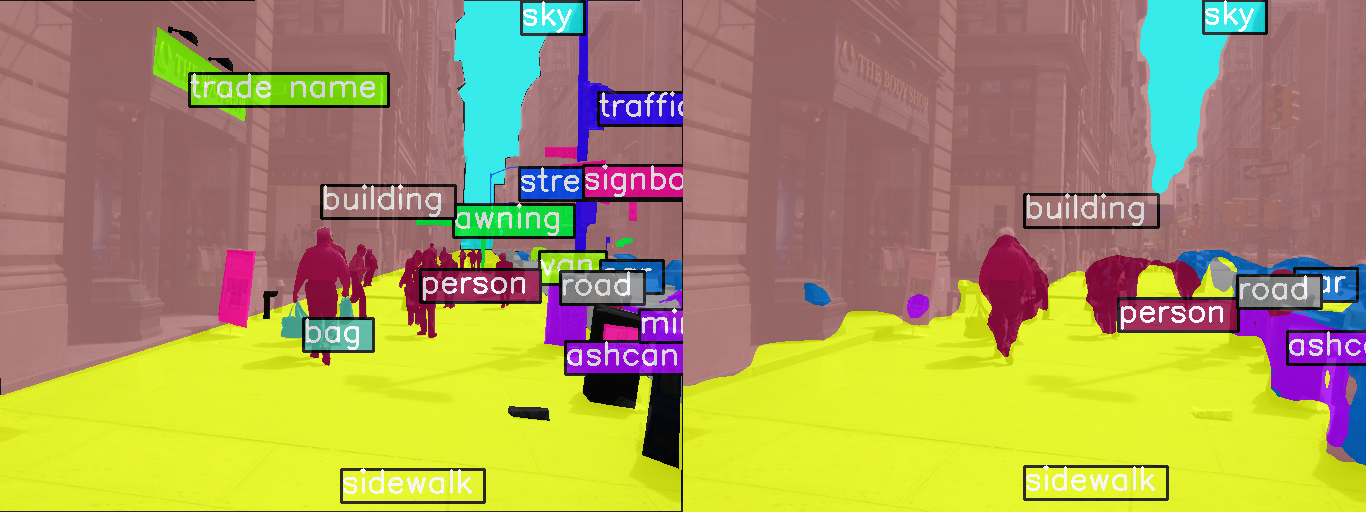 sky
trade name
traffic
building
stre
signbo
awning
van
car
person
road
bag
mi
ashcan
sidewalk
sky
THE BODY SHOP
building
road
ar
person
ashc
sidewalk